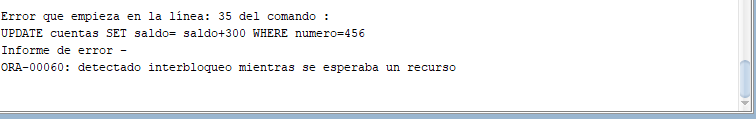 Error que empieza en la línea: 35 del comando :
UPDATE cuentas SET saldo= saldo+300 WHERE numero=456
Informe de error -
ORA-00060: detectado interbloqueo mientras se esperaba un recurso